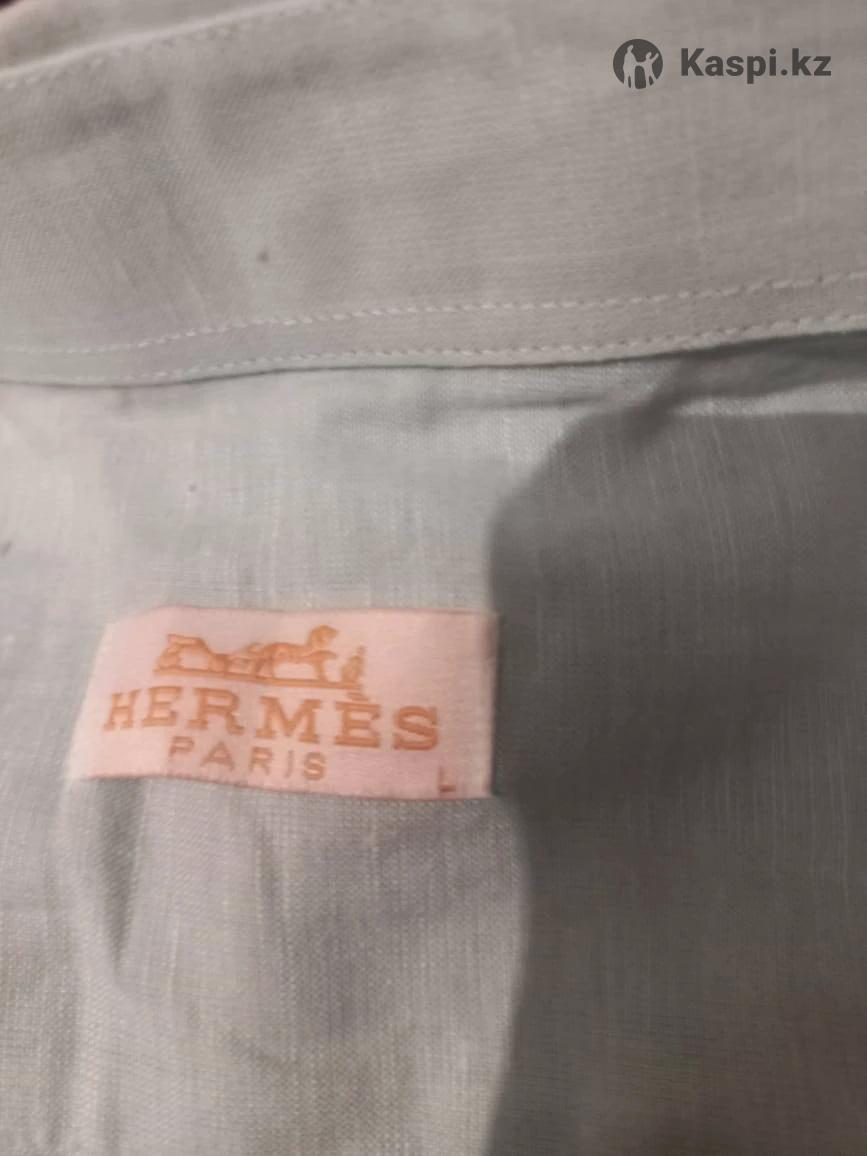 Kaspi.kz
HERMÈS
PARIS
L